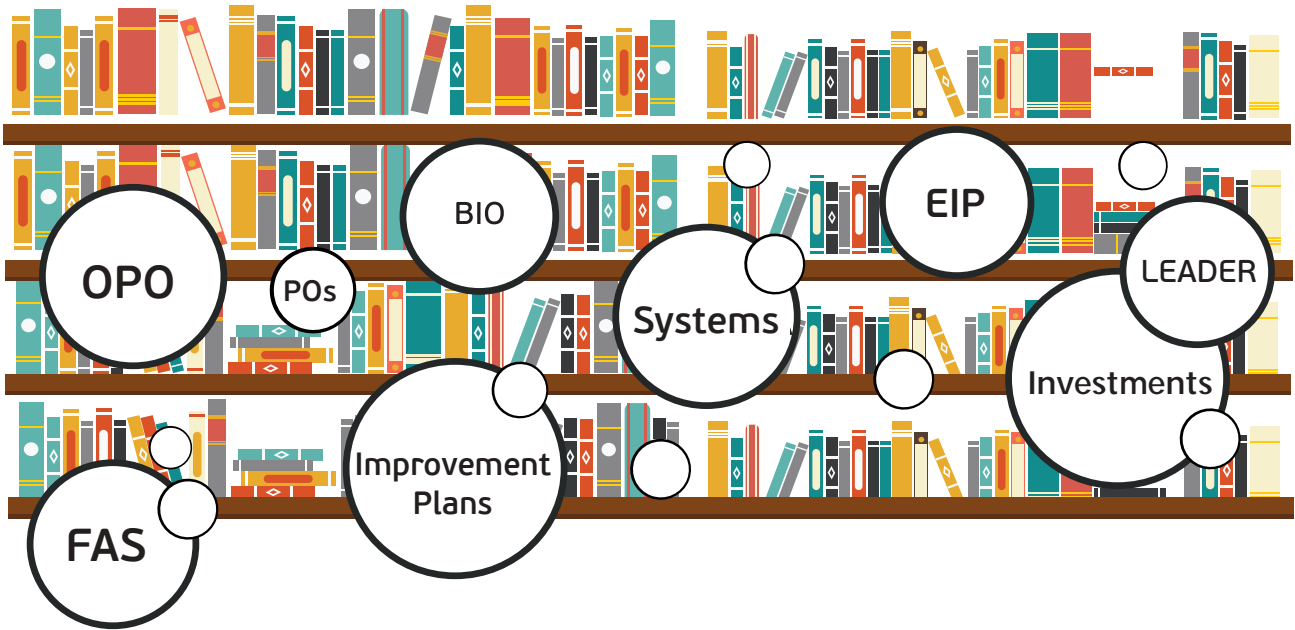 BIO
EIP
OPO
POs
LEADER
Systems
Investments
Improvement
Plans
FAS